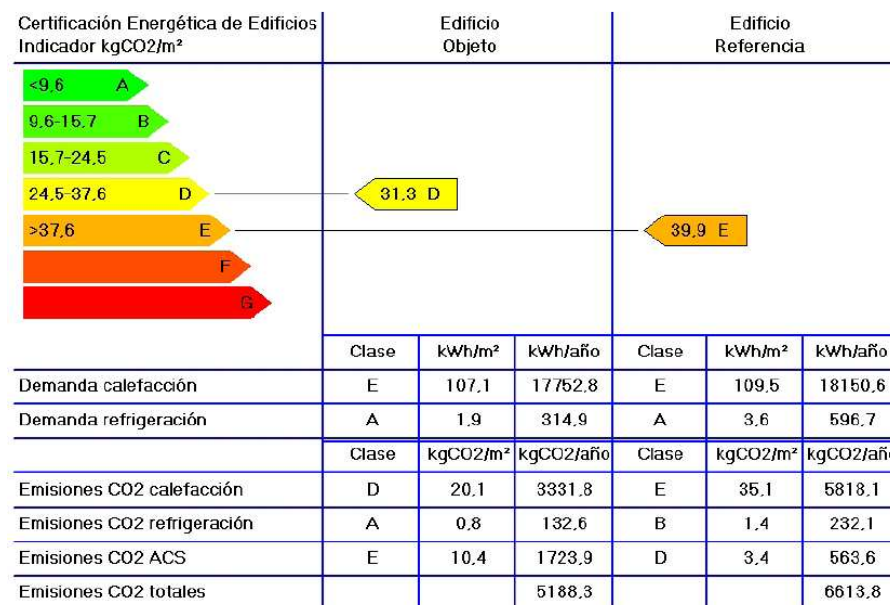 Certificación Energética de Edificios
Indicador kgCO2/m²
Edificio
Objeto
Edificio
Referencia
<9,6 A
9,6-15,7 B
15,7-24,5 C
24,5-37,6 D
31,3 D
>37,6 E
39,9 E
F
G
Clase kWh/m² kWh/año Clase kWh/m² kWh/año
Demanda calefacción E 107,1 17752,8 E 109,5 18150,6
Demanda refrigeración A 1,9 314,9 A 3,6 596,7
Clase kgCO2/m² kgCO2/año Clase kgCO2/m² kgCO2/año
Emisiones CO2 calefacción D 20,1 3331,8 E 35,1 5818,1
Emisiones CO2 refrigeración A 0,8 132,6 B 1,4 232,1
Emisiones CO2 ACS E 10,4 1723,9 D 3,4 563,6
Emisiones CO2 totales 5188,3 6613,8